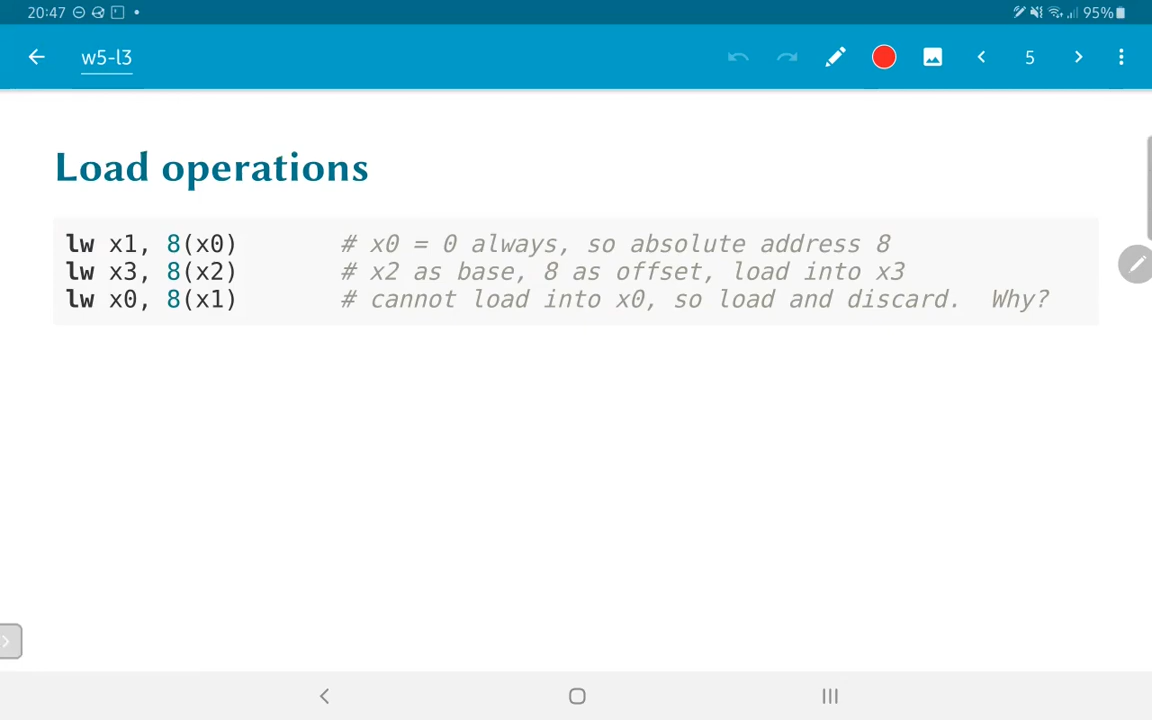 20:47 95%
w5-l3 5
Load operations
lw x1, 8(x0) # x0 = 0 always, so absolute address 8
lw x3, 8(x2) # x2 as base, 8 as offset, load into x3
lw x0, 8(x1) # cannot load into x0, so load and discard. Why?